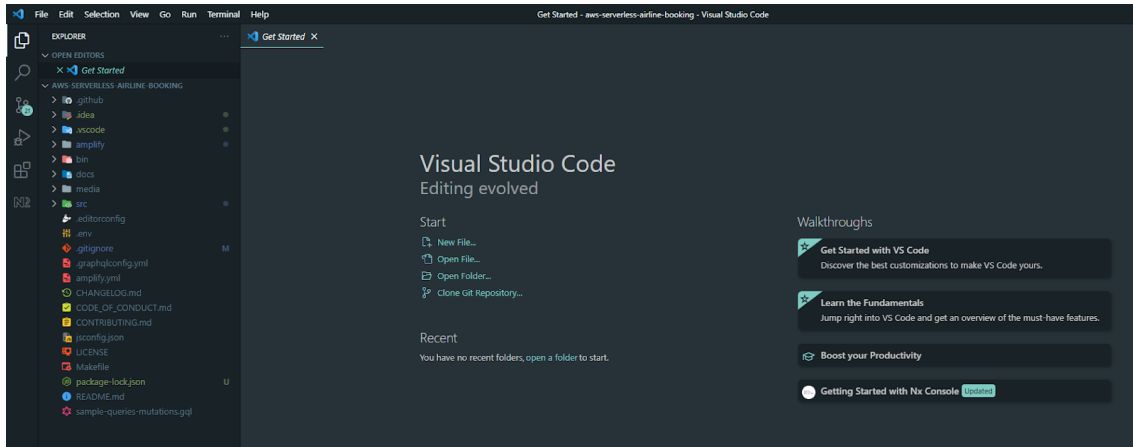 File Edit Selection View Go Run Terminal Help
Get Started - aws-serverless-airline-booking - Visual Studio Code
EXPLORER
Get Started
OPEN EDITORS
Get Started
AWS-SERVERLESS-AIRLINE-BOOKING
.github
.idea
.vscode
amplify
bin
docs
media
src
.editorconfig
.env
.gitignore M
.graphqlconfig.yml
amplify.yml
CHANGELOG.md
CODE_OF_CONDUCT.md
CONTRIBUTING.md
jsconfig.json
LICENSE
Makefile
package-lock.json U
README.md
sample-queries-mutations.gql
Visual Studio Code
Editing evolved
Start
New File...
Open File...
Open Folder...
Clone Git Repository...
Recent
You have no recent folders, open a folder to start.
Walkthroughs
Get Started with VS Code
Discover the best customizations to make VS Code yours.
Learn the Fundamentals
Jump right into VS Code and get an overview of the must-have features.
Boost your Productivity
Getting Started with Nx Console Updated